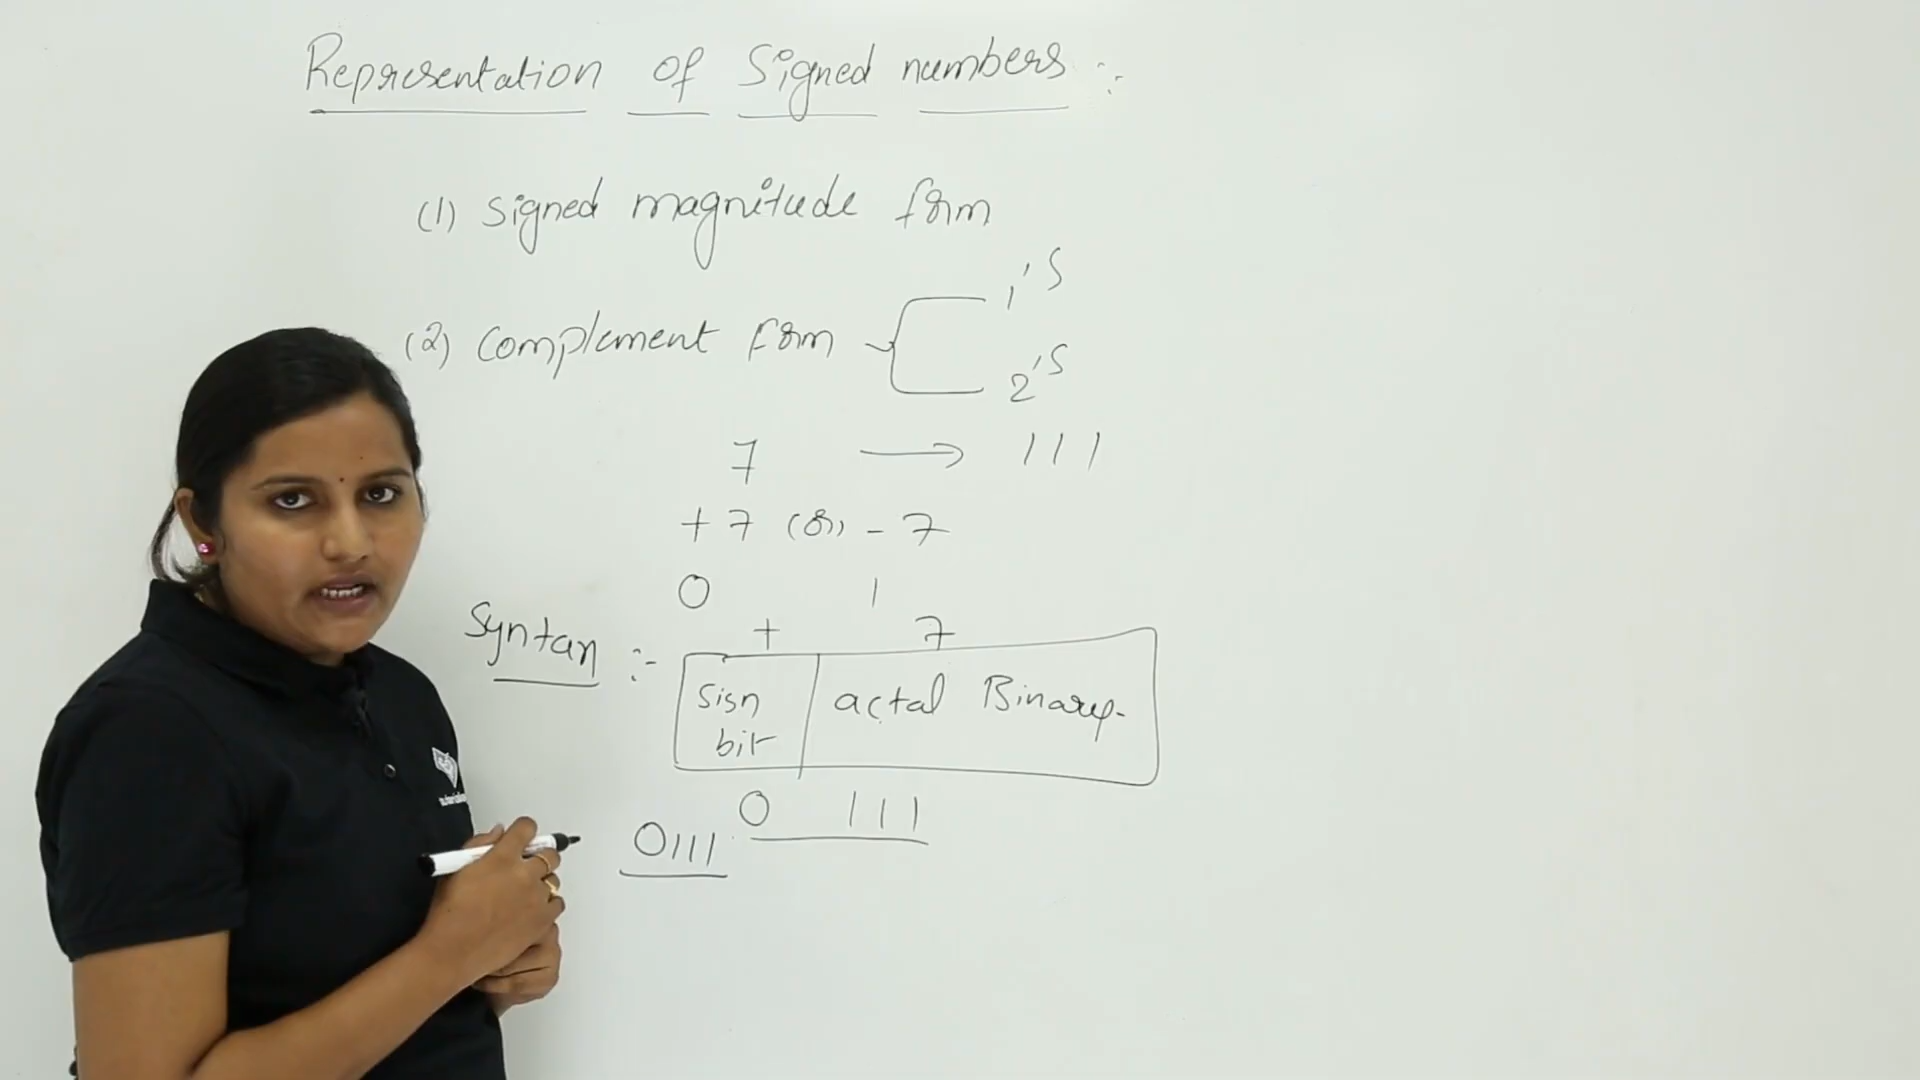 Representation of Signed numbers :-
(1) Signed magnitude form
(2) Complement form
1's
2's
7 → 111
+7 (or) -7
0 1
+ 7
Syntax :-
Sign bit actal Binary
0 111
0111